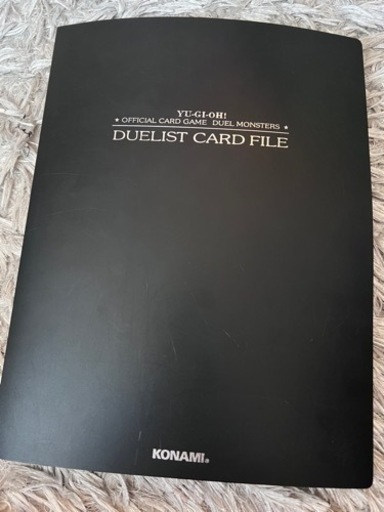 YU-GI-OH!
★ OFFICIAL CARD GAME DUEL MONSTERS ★
DUELIST CARD FILE
KONAMI®